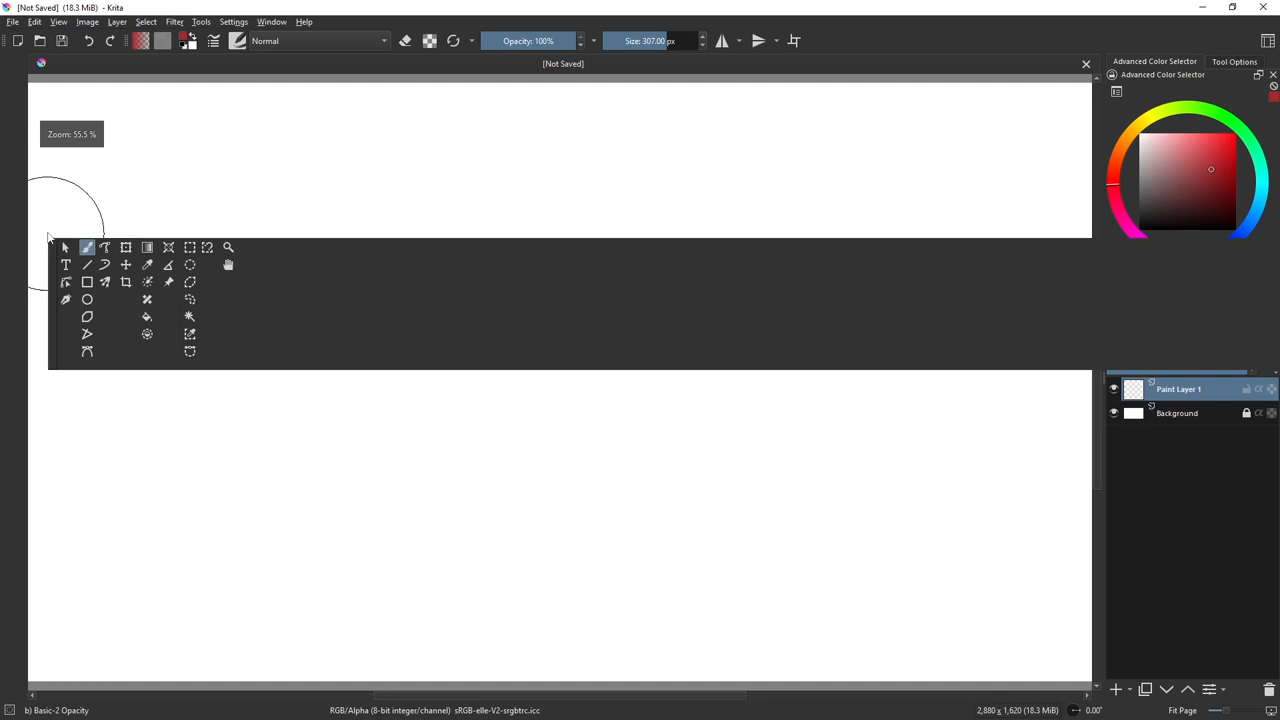 [Not Saved] (18.3 MiB) - Krita
File Edit View Image Layer Select Filter Tools Settings Window Help
Normal Opacity: 100% Size: 307.00 px
[Not Saved]
Advanced Color Selector Tool Options
Advanced Color Selector
Zoom: 55.5 %
Paint Layer 1
Background
b) Basic-2 Opacity RGB/Alpha (8-bit integer/channel) sRGB-elle-V2-srgbtrc.icc 2,880 x 1,620 (18.3 MiB) 0.00° Fit Page